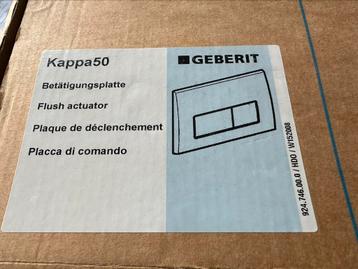 Kappa50
GEBERIT
Betätigungsplatte
Flush actuator
Plaque de déclenchement
Placca di comando
924.746.00.0 / HDO / W152008